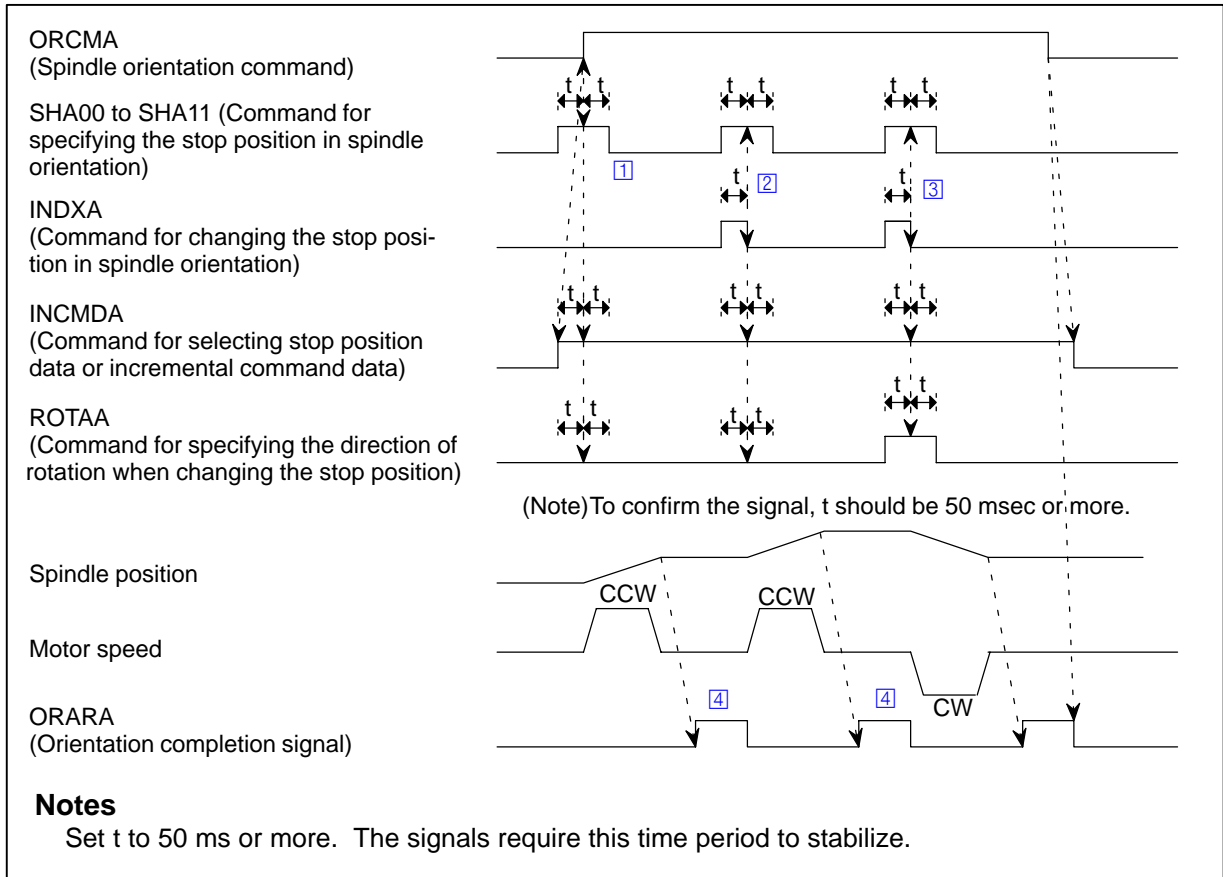 ORCMA
(Spindle orientation command)
t t
t t
t t
SHA00 to SHA11 (Command for
specifying the stop position in spindle
orientation)
1
2
3
t
t
INDXA
(Command for changing the stop posi-
tion in spindle orientation)
t t
t t
t t
INCMDA
(Command for selecting stop position
data or incremental command data)
t t
ROTAA
t t
t t
(Command for specifying the direction of
rotation when changing the stop position)
(Note)To confirm the signal, t should be 50 msec or more.
Spindle position
CCW
CCW
Motor speed
4
4
CW
ORARA
(Orientation completion signal)
Notes
Set t to 50 ms or more. The signals require this time period to stabilize.